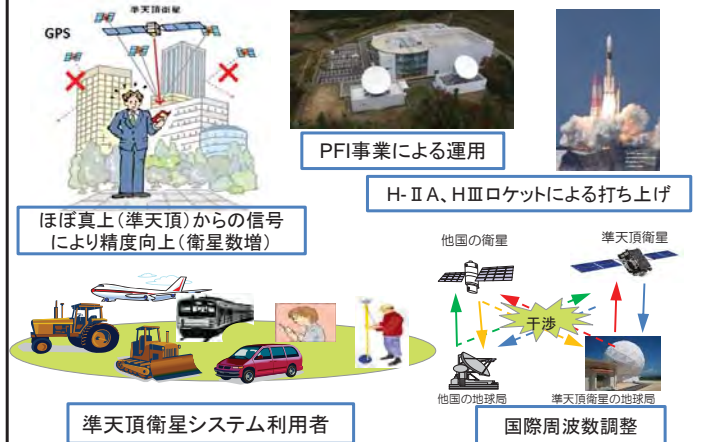 準天頂衛星
GPS
PFI事業による運用
H-ⅡA、HⅢロケットによる打ち上げ
ほぼ真上(準天頂)からの信号
により精度向上(衛星数増)
他国の衛星
準天頂衛星
干渉
他国の地球局
準天頂衛星の地球局
準天頂衛星システム利用者
国際周波数調整